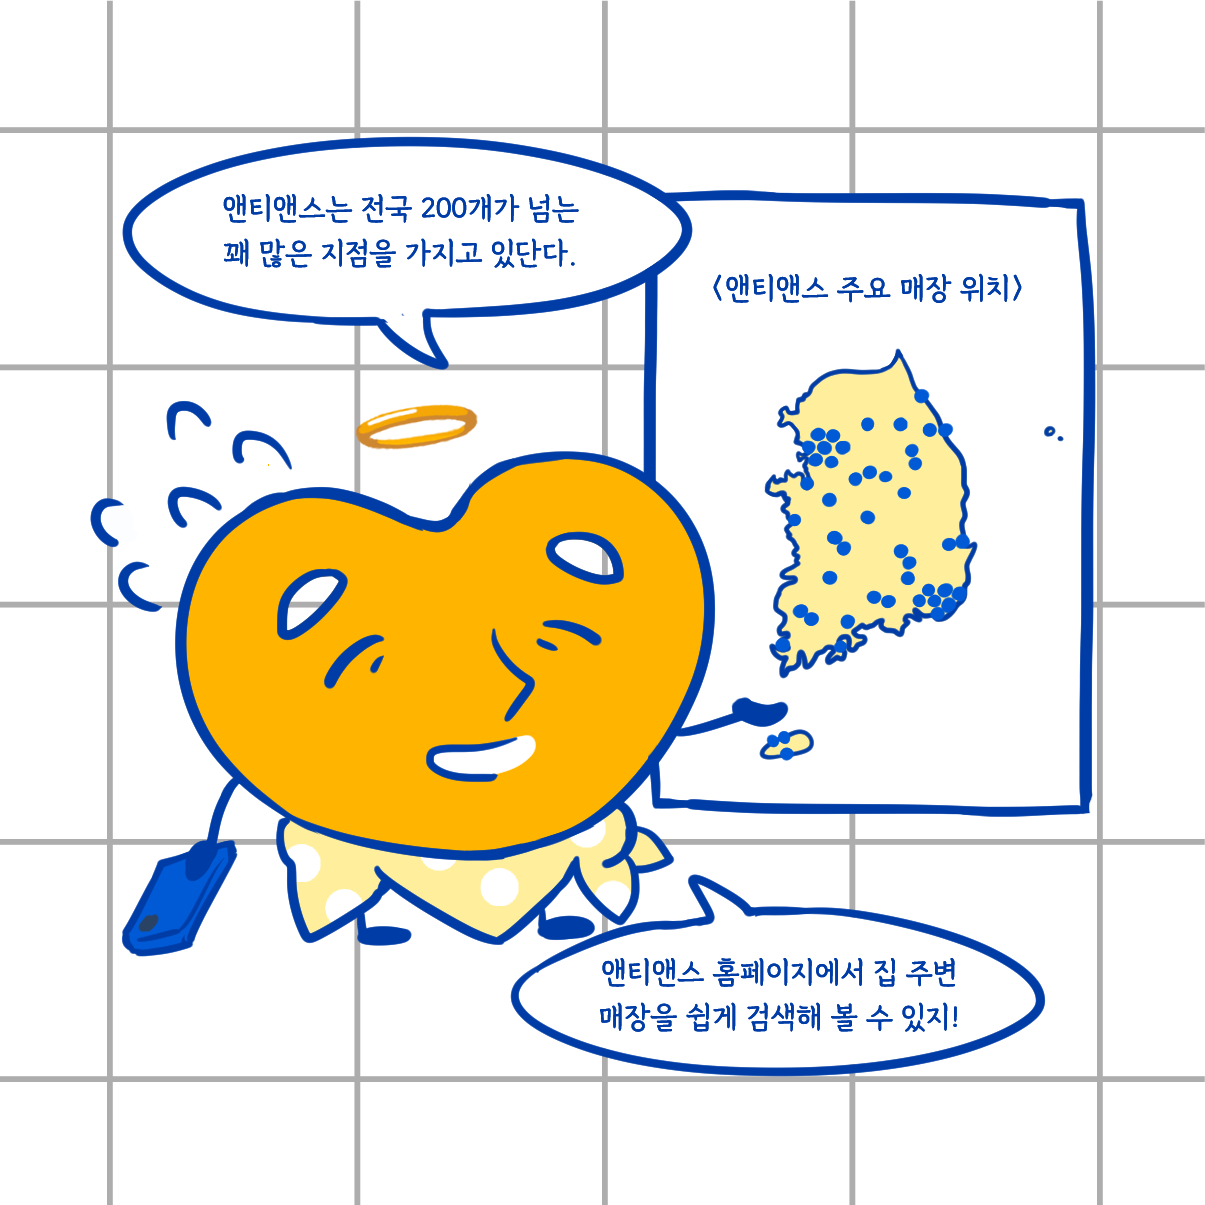 앤티앤스는 전국 200개가 넘는
꽤 많은 지점을 가지고 있단다.
<앤티앤스 주요 매장 위치>
앤티앤스 홈페이지에서 집 주변
매장을 쉽게 검색해 볼 수 있지!